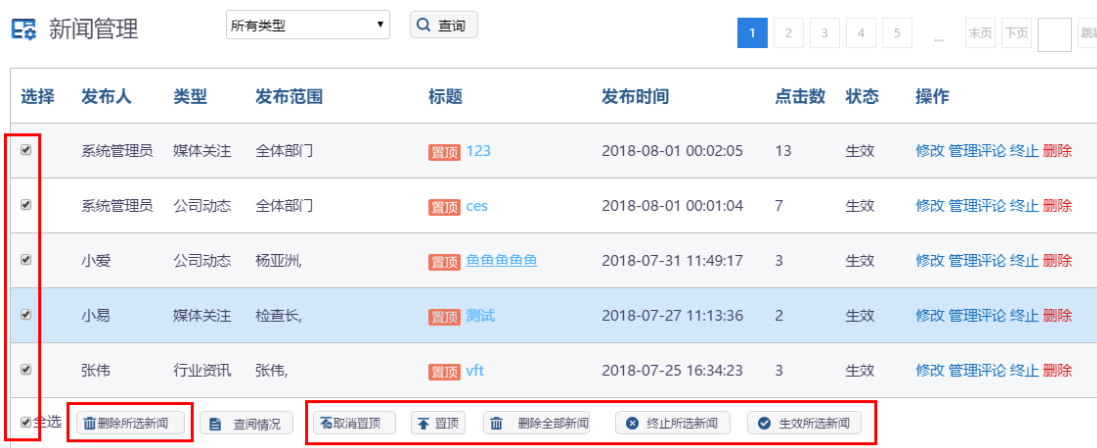 新闻管理 所有类型 查询 1 2 3 4 5 ... 末页 下页
选择 发布人 类型 发布范围 标题 发布时间 点击数 状态 操作
系统管理员 媒体关注 全体部门 置顶 123 2018-08-01 00:02:05 13 生效 修改 管理评论 终止 删除
系统管理员 公司动态 全体部门 置顶 ces 2018-08-01 00:01:04 7 生效 修改 管理评论 终止 删除
小爱 公司动态 杨亚洲, 置顶 鱼鱼鱼鱼鱼 2018-07-31 11:49:17 3 生效 修改 管理评论 终止 删除
小易 媒体关注 检查长, 置顶 测试 2018-07-27 11:13:36 2 生效 修改 管理评论 终止 删除
张伟 行业资讯 张伟, 置顶 vft 2018-07-25 16:34:23 3 生效 修改 管理评论 终止 删除
全选 删除所选新闻 查阅情况 取消置顶 置顶 删除全部新闻 终止所选新闻 生效所选新闻